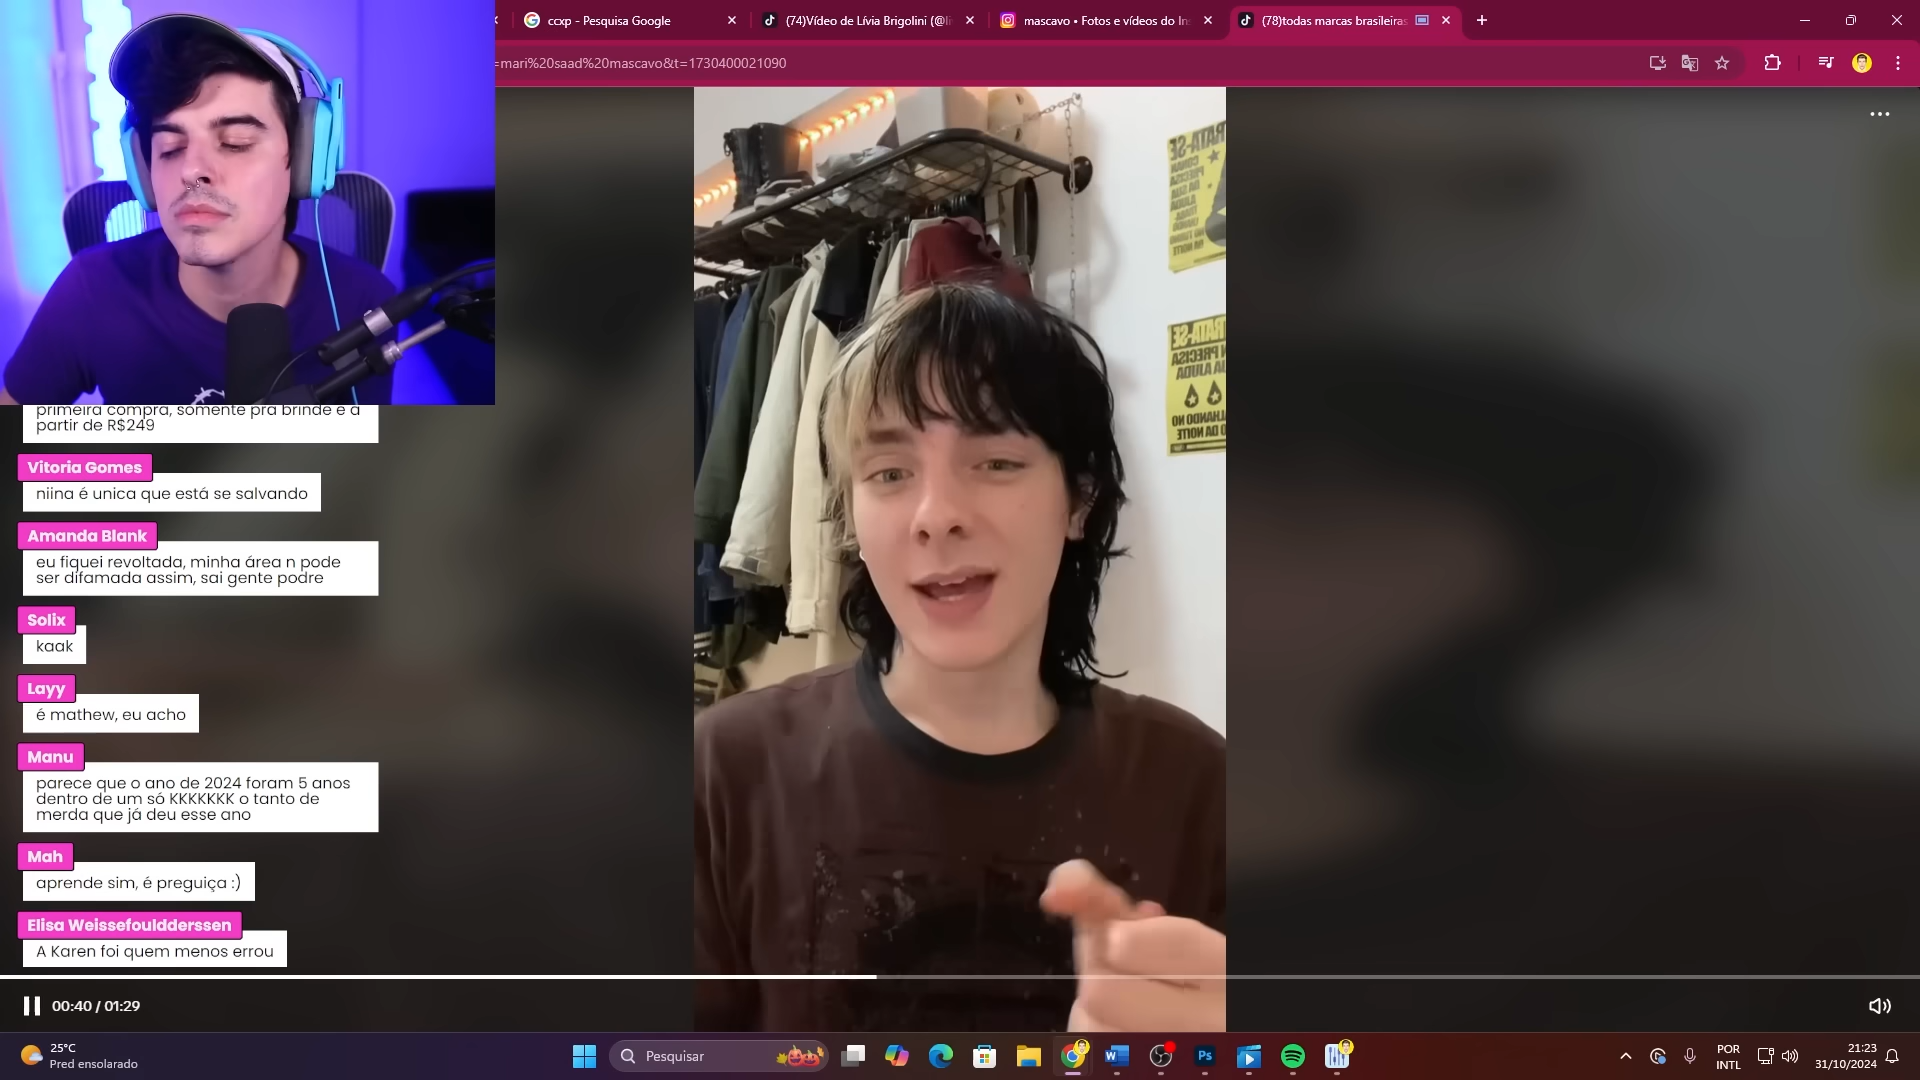 ccxp - Pesquisa Google
(74)Vídeo de Lívia Brigolini (@li
mascavo • Fotos e vídeos do In
(78)todas marcas brasileiras
=mari%20saad%20mascavo&t=1730400021090
primeira compra, somente pra brinde é a
partir de R$249
Vitoria Gomes
niina é unica que está se salvando
Amanda Blank
eu fiquei revoltada, minha área n pode
ser difamada assim, sai gente podre
Solix
kaak
Layy
é mathew, eu acho
Manu
parece que o ano de 2024 foram 5 anos
dentro de um só KKKKKKK o tanto de
merda que já deu esse ano
Mah
aprende sim, é preguiça :)
Elisa Weissefouldderssen
A Karen foi quem menos errou
00:40 / 01:29
25°C
Pred ensolarado
Pesquisar
POR
INTL
21:23
31/10/2024